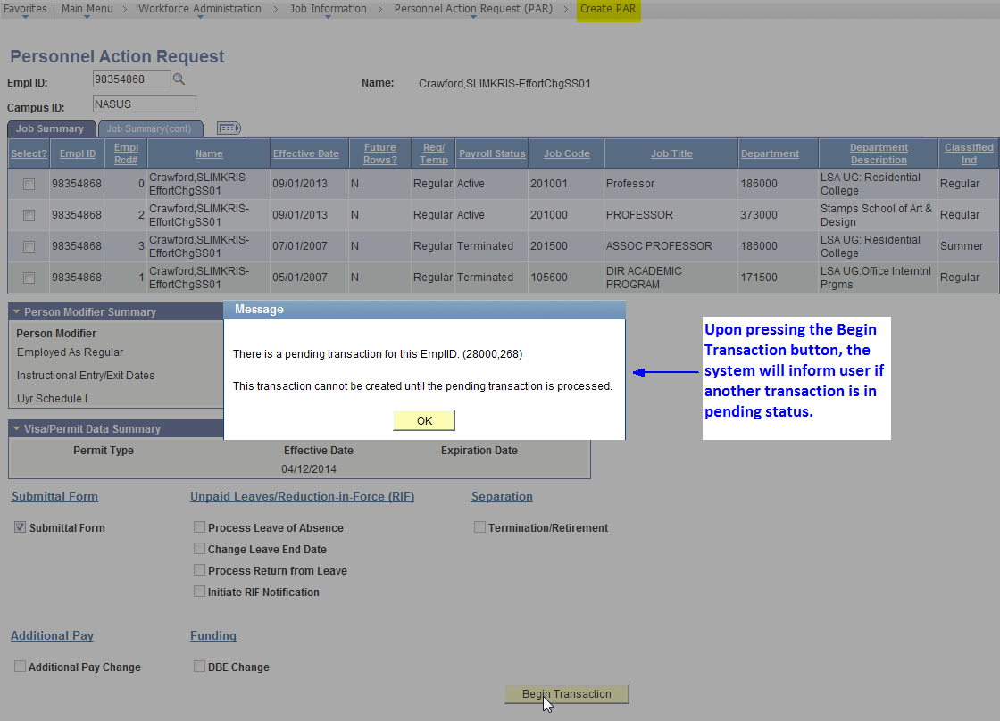 Favorites Main Menu > Workforce Administration > Job Information > Personnel Action Request (PAR) > Create PAR
Personnel Action Request
Empl ID: 98354868 Name: Crawford,SLIMKRIS-EffortChgSS01
Campus ID: NASUS
Job Summary Job Summary(cont)
Select? Empl ID Empl Rcd# Name Effective Date Future Rows? Reg/ Temp Payroll Status Job Code Job Title Department Department Description Classified Ind
98354868 0 Crawford,SLIMKRIS-EffortChgSS01 09/01/2013 N Regular Active 201001 Professor 186000 LSA UG: Residential College Regular
98354868 2 Crawford,SLIMKRIS-EffortChgSS01 09/01/2013 N Regular Active 201000 PROFESSOR 373000 Stamps School of Art & Design Regular
98354868 3 Crawford,SLIMKRIS-EffortChgSS01 07/01/2007 N Regular Terminated 201500 ASSOC PROFESSOR 186000 LSA UG: Residential College Summer
98354868 1 Crawford,SLIMKRIS-EffortChgSS01 05/01/2007 N Regular Terminated 105600 DIR ACADEMIC PROGRAM 171500 LSA UG:Office Interntnl Prgms Regular
Person Modifier Summary
Person Modifier
Employed As Regular
Instructional Entry/Exit Dates
Uyr Schedule I
Message
There is a pending transaction for this EmplID. (28000,268)
This transaction cannot be created until the pending transaction is processed.
OK
Upon pressing the Begin
Transaction button, the
system will inform user if
another transaction is in
pending status.
Visa/Permit Data Summary
Permit Type Effective Date Expiration Date
04/12/2014
Submittal Form Unpaid Leaves/Reduction-in-Force (RIF) Separation
Submittal Form Process Leave of Absence Termination/Retirement
Change Leave End Date
Process Return from Leave
Initiate RIF Notification
Additional Pay Funding
Additional Pay Change DBE Change
Begin Transaction